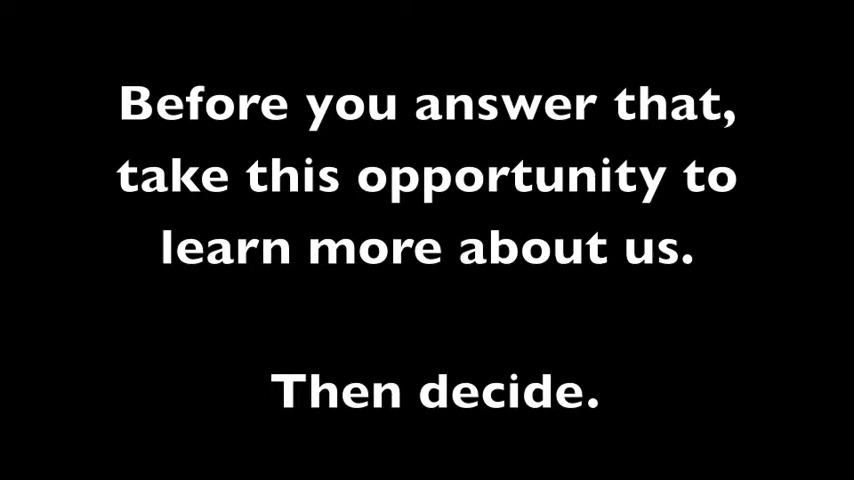 Before you answer that,
take this opportunity to
learn more about us.
Then decide.